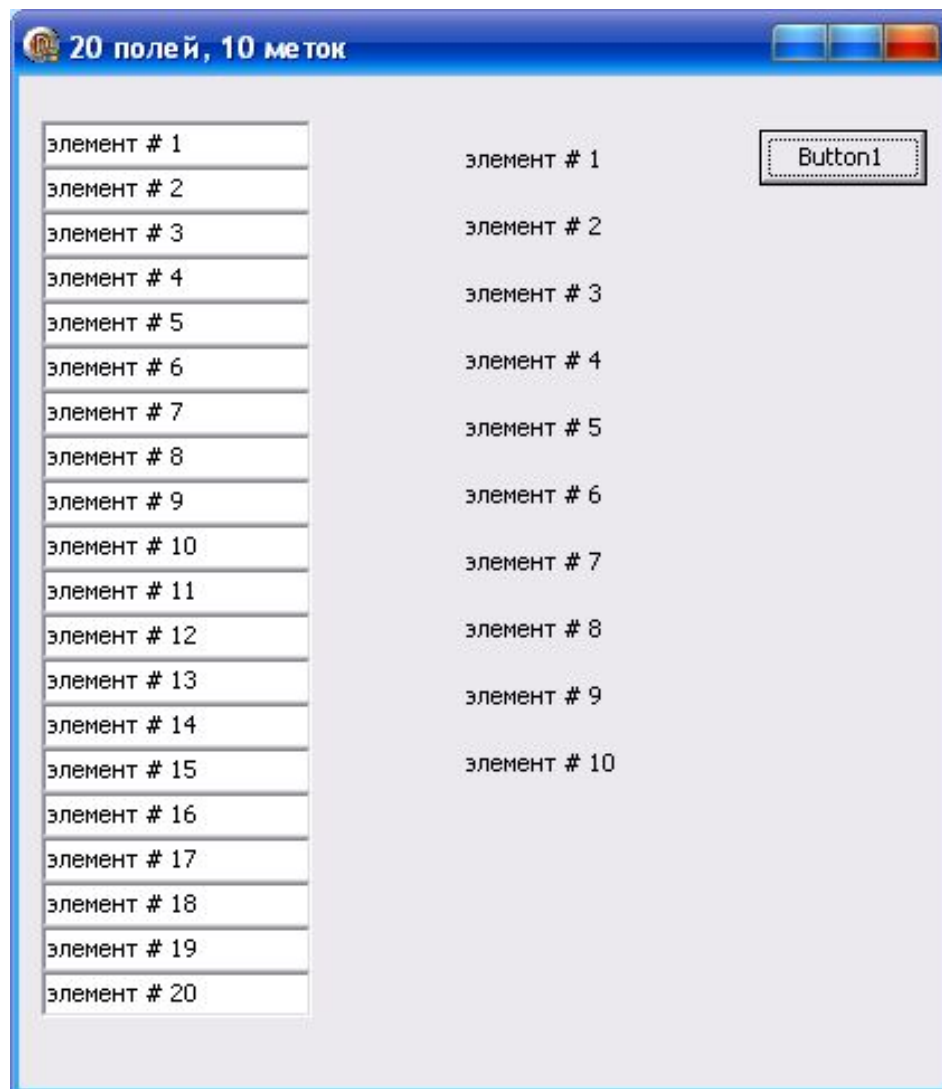 20 полей, 10 меток
элемент # 1
элемент # 2
элемент # 3
элемент # 4
элемент # 5
элемент # 6
элемент # 7
элемент # 8
элемент # 9
элемент # 10
элемент # 11
элемент # 12
элемент # 13
элемент # 14
элемент # 15
элемент # 16
элемент # 17
элемент # 18
элемент # 19
элемент # 20
элемент # 1
элемент # 2
элемент # 3
элемент # 4
элемент # 5
элемент # 6
элемент # 7
элемент # 8
элемент # 9
элемент # 10
Button1